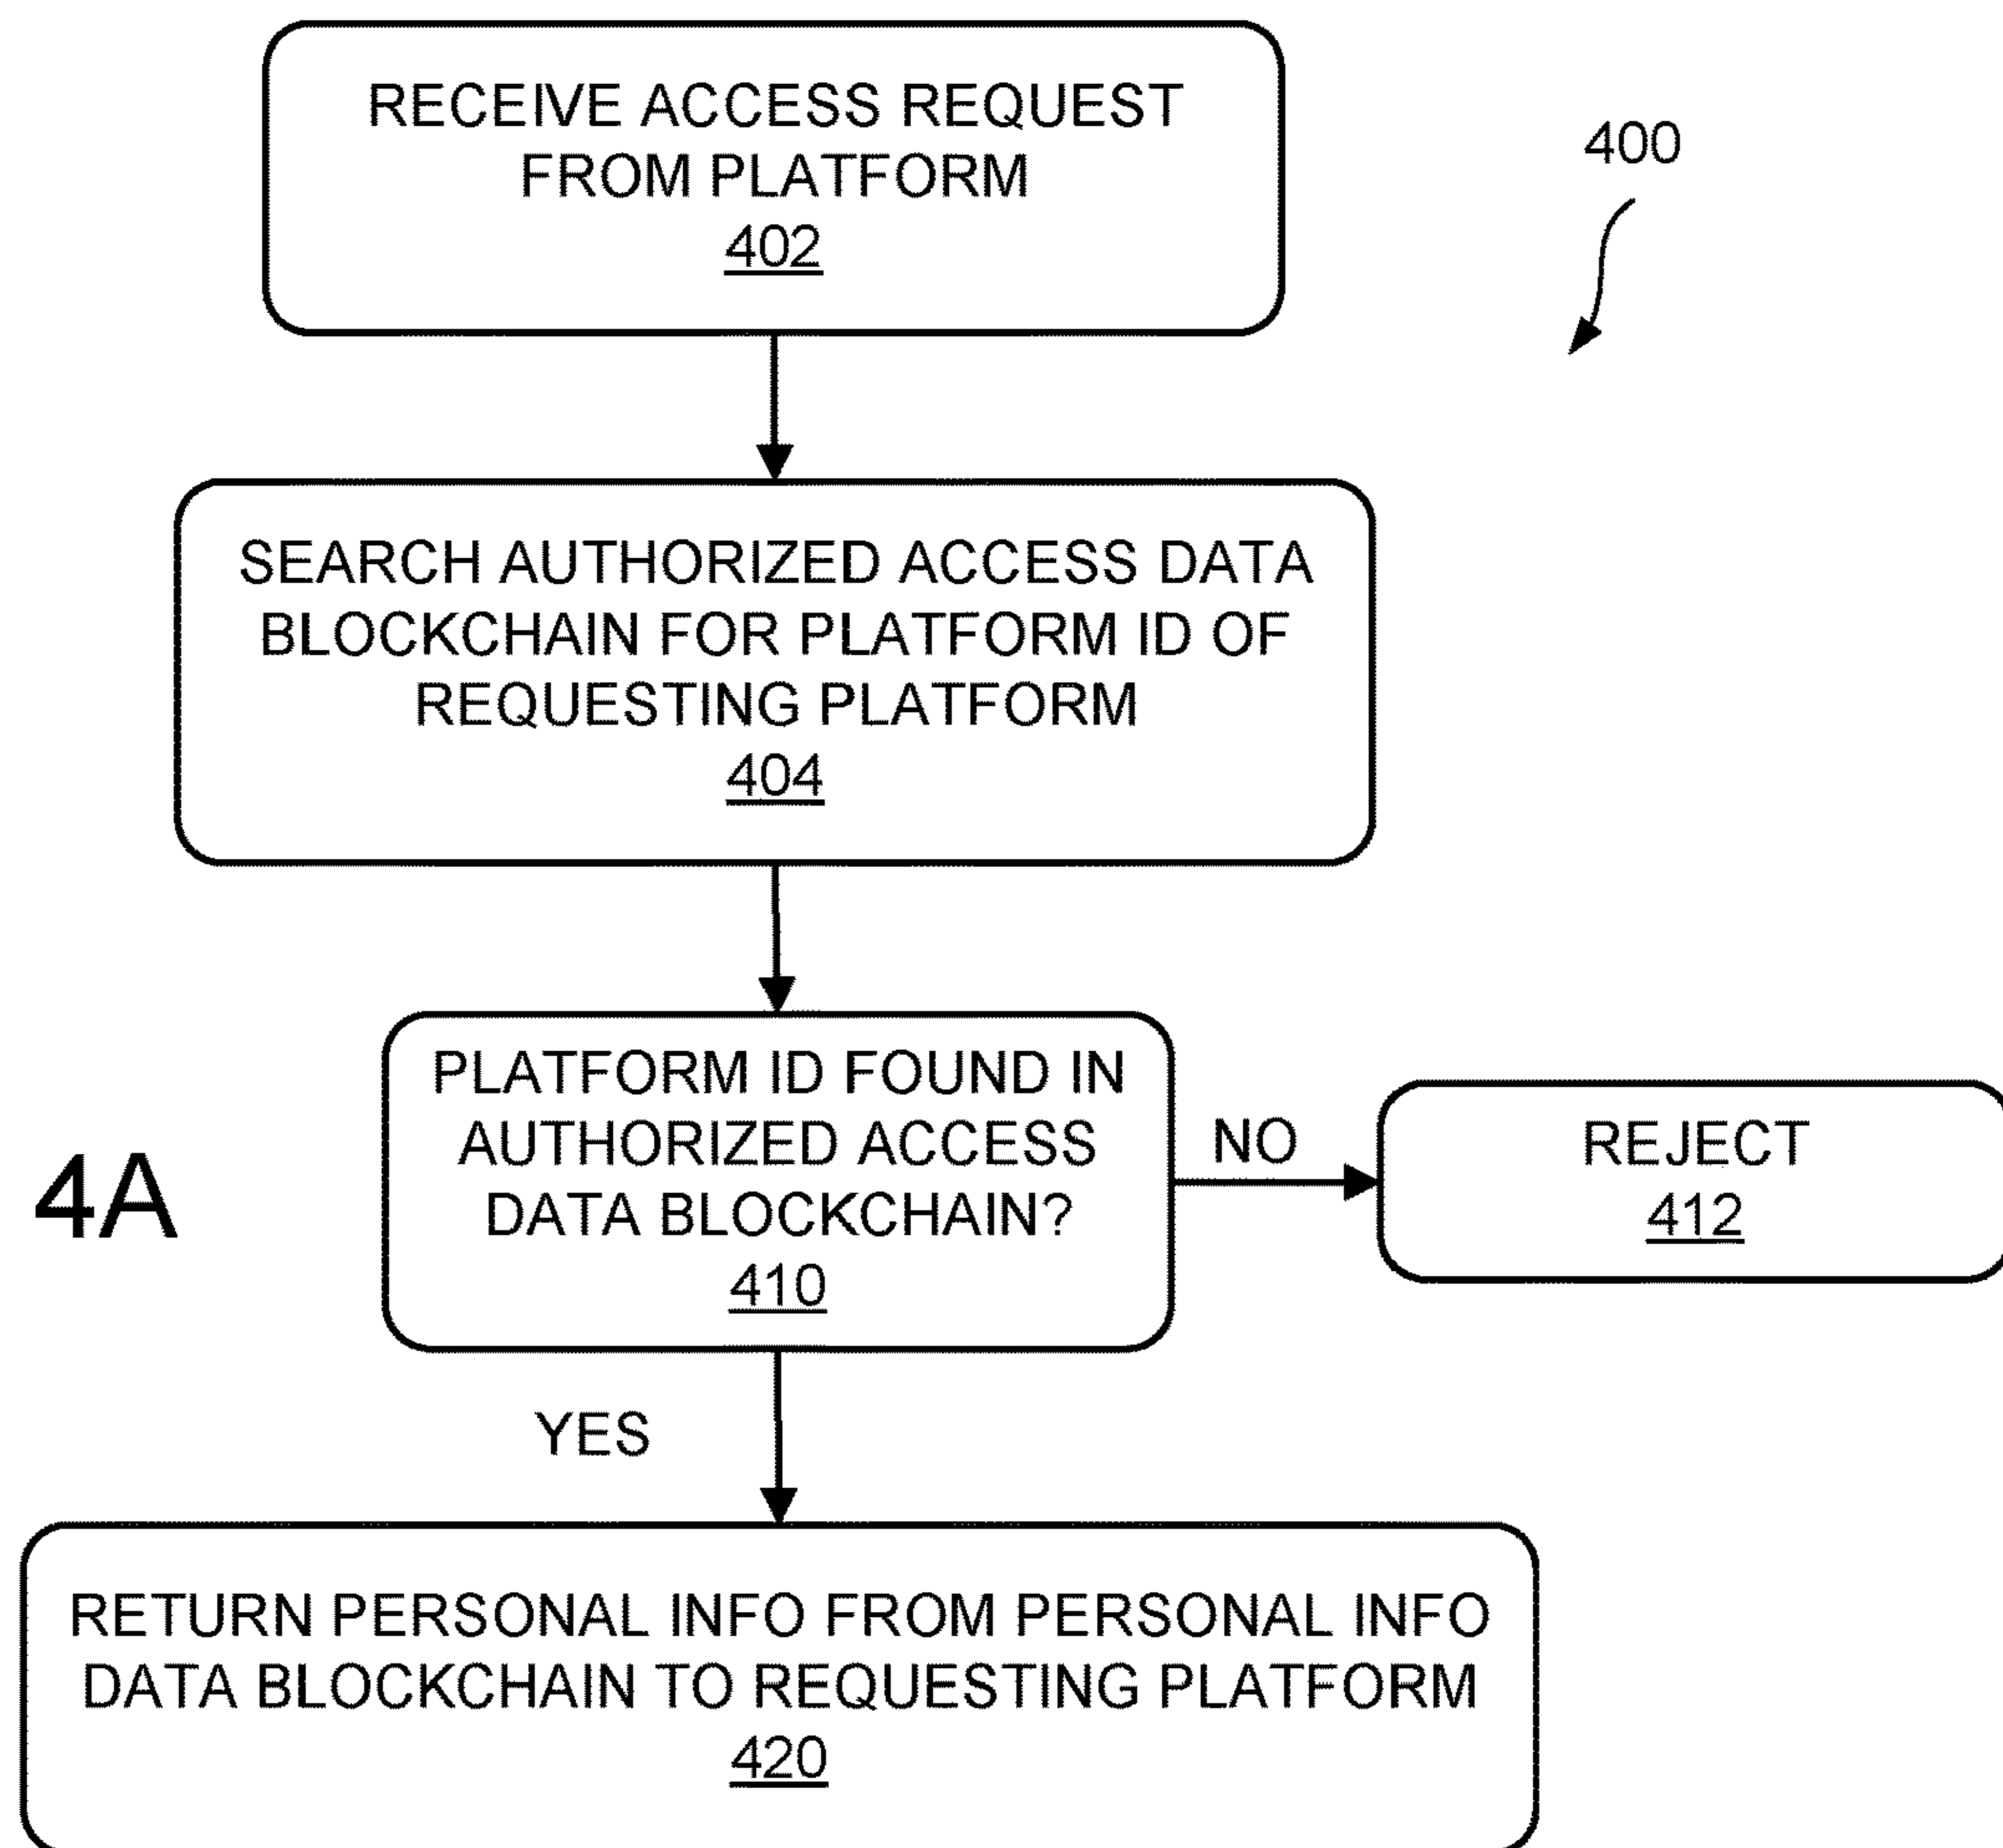 RECEIVE ACCESS REQUEST
FROM PLATFORM
402
400
SEARCH AUTHORIZED ACCESS DATA
BLOCKCHAIN FOR PLATFORM ID OF
REQUESTING PLATFORM
404
PLATFORM ID FOUND IN
AUTHORIZED ACCESS
DATA BLOCKCHAIN?
410
NO
REJECT
412
4A
YES
RETURN PERSONAL INFO FROM PERSONAL INFO
DATA BLOCKCHAIN TO REQUESTING PLATFORM
420